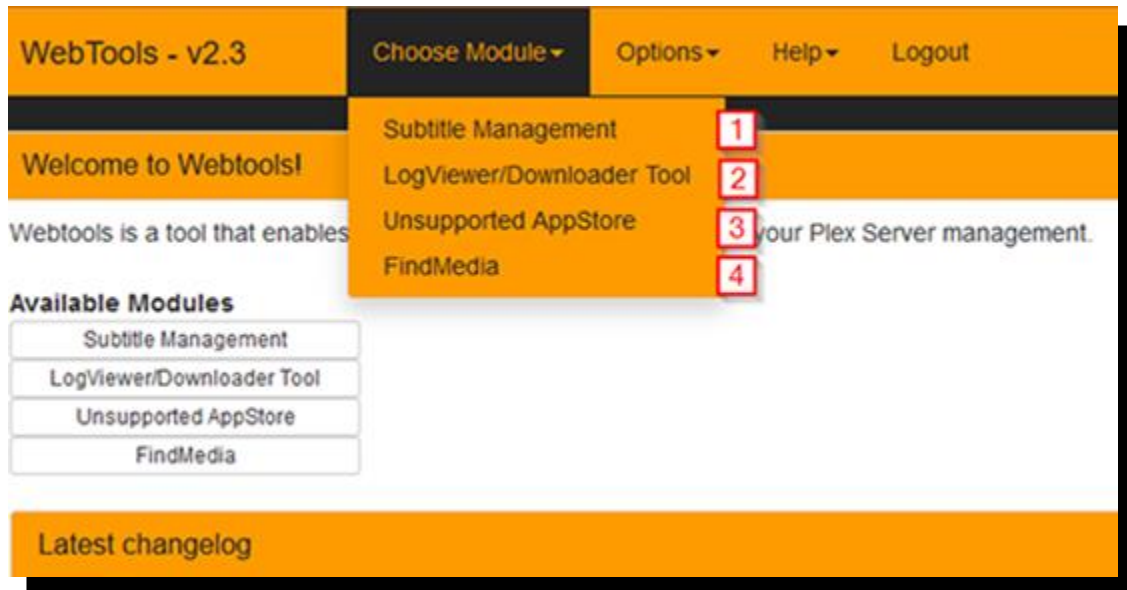 WebTools - v2.3 Choose Module Options Help Logout
Subtitle Management 1
Welcome to Webtools!
LogViewer/Downloader Tool 2
Unsupported AppStore 3
Webtools is a tool that enables your Plex Server management.
FindMedia 4
Available Modules
Subtitle Management
LogViewer/Downloader Tool
Unsupported AppStore
FindMedia
Latest changelog